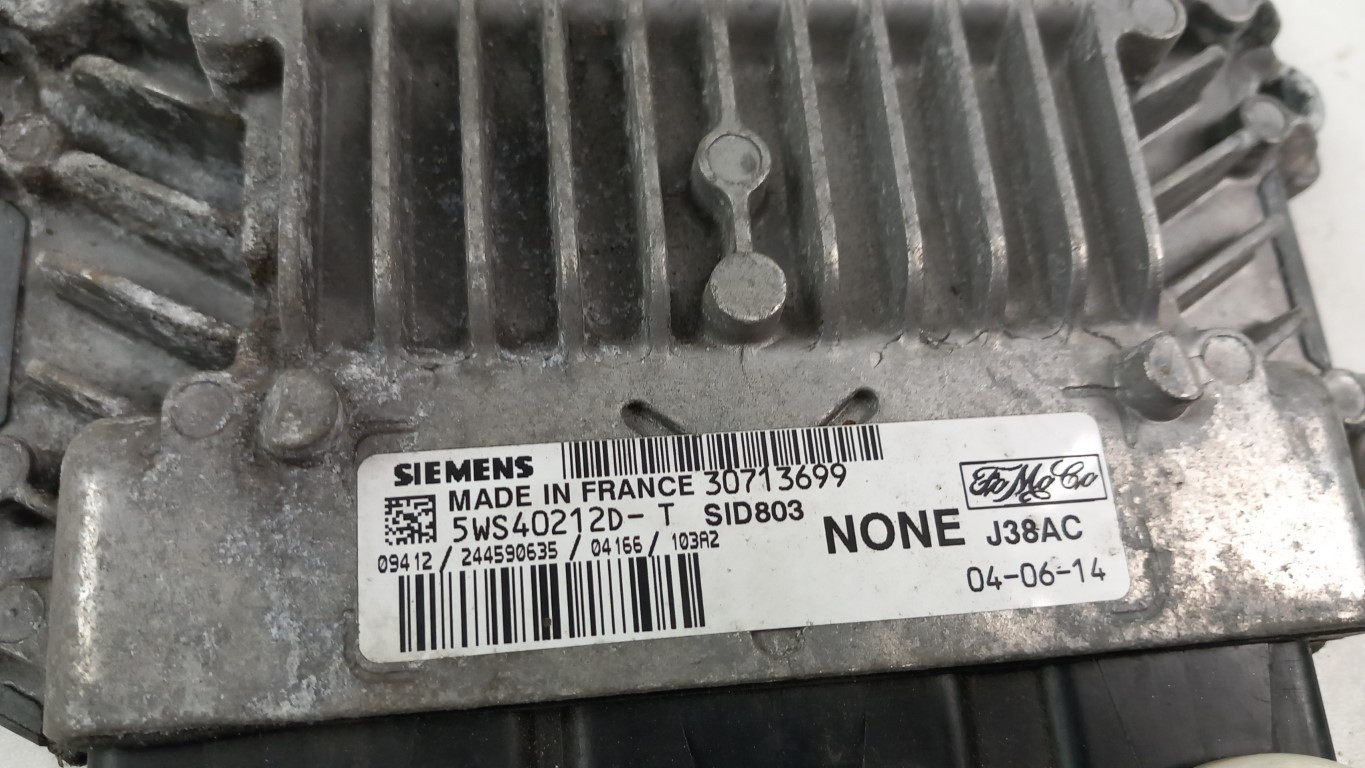 SIEMENS
MADE IN FRANCE 30713699
5WS40212D-T SID803
09412/244590635/04166/103A2
FoMoCo
NONE J38AC
04-06-14